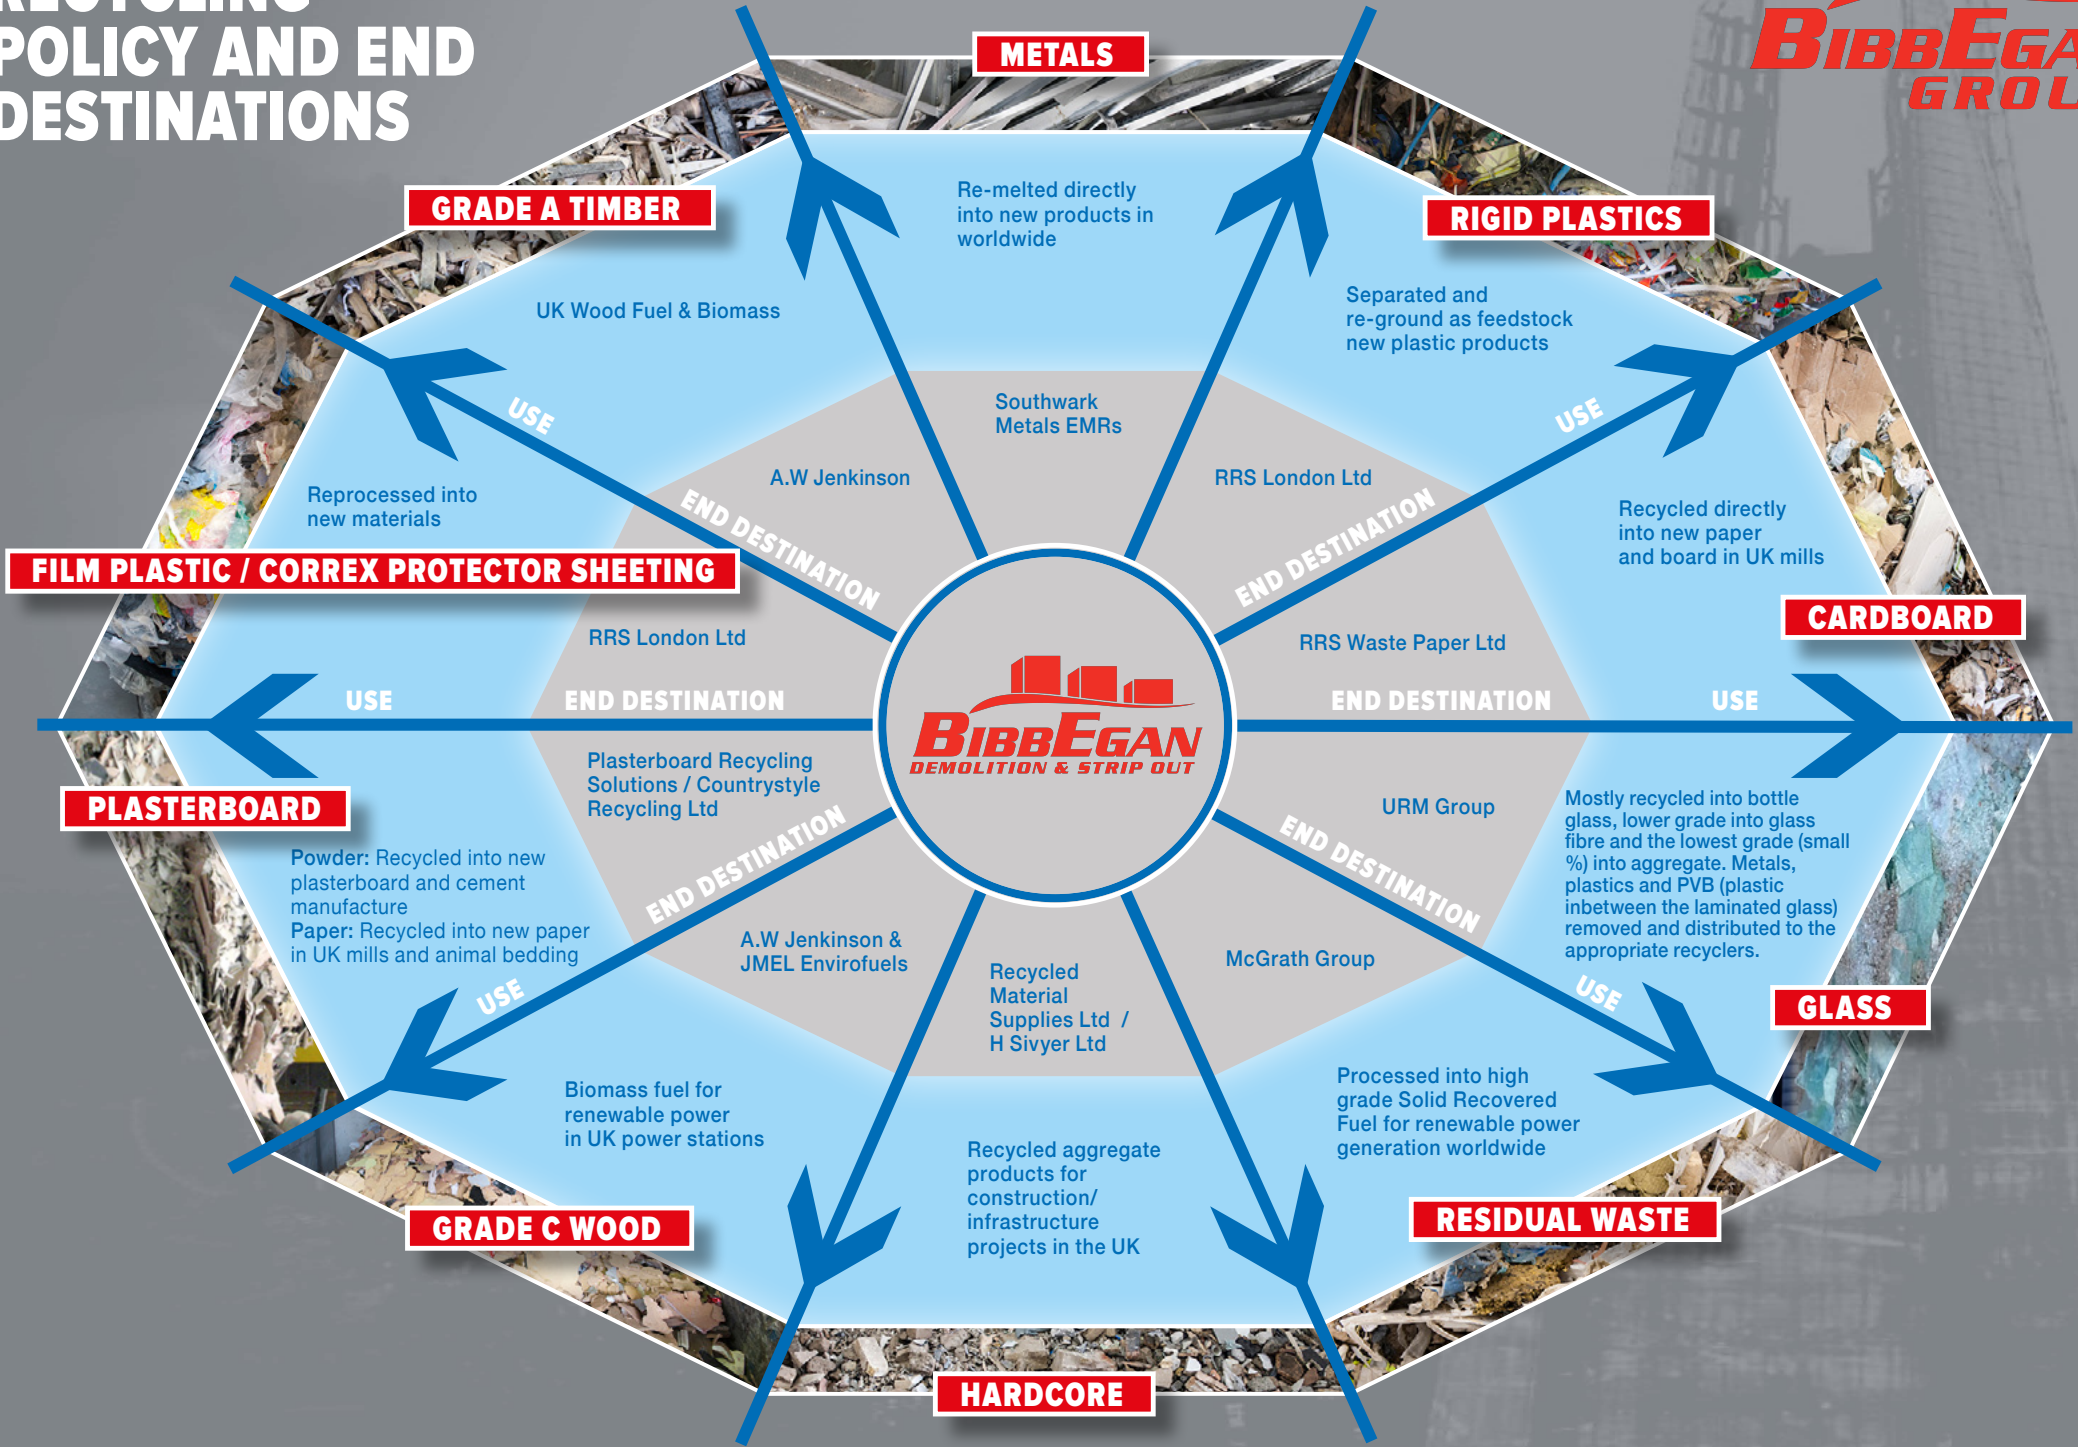 RECYCLING
POLICY AND END
DESTINATIONS
METALS
Re-melted directly
into new products in
worldwide
Southwark
Metals EMRs
RIGID PLASTICS
Separated and
re-ground as feedstock
new plastic products
USE
RRS London Ltd
END DESTINATION
CARDBOARD
Recycled directly
into new paper
and board in UK mills
RRS Waste Paper Ltd
END DESTINATION
USE
GLASS
Mostly recycled into bottle
glass, lower grade into glass
fibre and the lowest grade (small
%) into aggregate. Metals,
plastics and PVB (plastic
inbetween the laminated glass)
removed and distributed to the
appropriate recyclers.
URM Group
END DESTINATION
USE
RESIDUAL WASTE
Processed into high
grade Solid Recovered
Fuel for renewable power
generation worldwide
McGrath Group
HARDCORE
Recycled aggregate
products for
construction/
infrastructure
projects in the UK
Recycled
Material
Supplies Ltd /
H Sivyer Ltd
GRADE C WOOD
Biomass fuel for
renewable power
in UK power stations
A.W Jenkinson &
JMEL Envirofuels
PLASTERBOARD
Powder: Recycled into new
plasterboard and cement
manufacture
Paper: Recycled into new paper
in UK mills and animal bedding
Plasterboard Recycling
Solutions / Countrystyle
Recycling Ltd
END DESTINATION
USE
FILM PLASTIC / CORREX PROTECTOR SHEETING
Reprocessed into
new materials
RRS London Ltd
END DESTINATION
USE
GRADE A TIMBER
UK Wood Fuel & Biomass
A.W Jenkinson
END DESTINATION
USE
BIBBEGAN
DEMOLITION & STRIP OUT
BIBBEGA
GROU